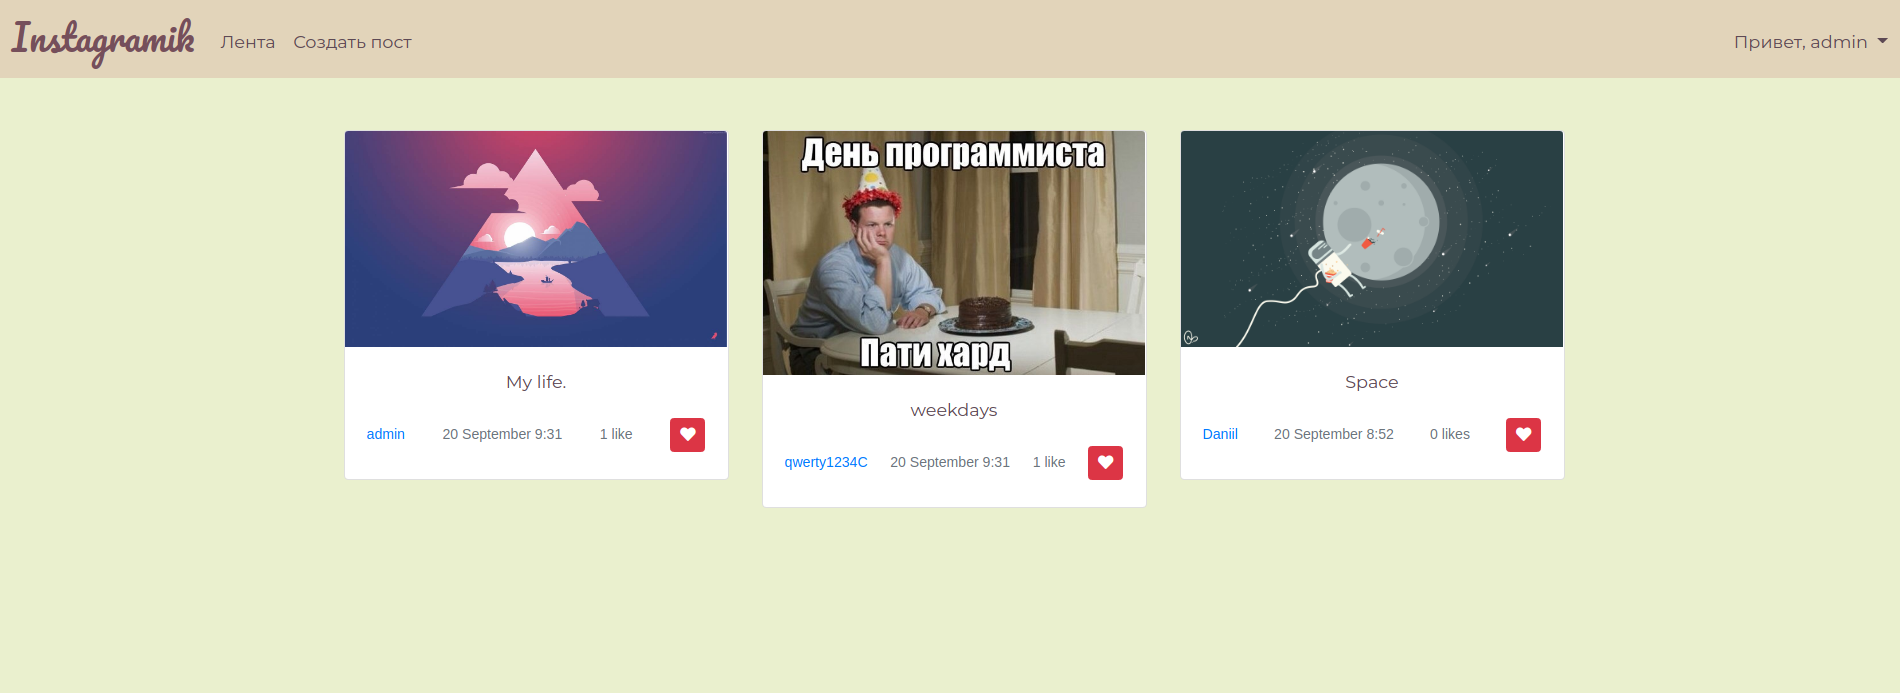 Instagramik
Лента
Создать пост
Привет, admin
My life.
admin
20 September 9:31
1 like
День программиста
Пати хард
weekdays
qwerty1234C
20 September 9:31
1 like
Space
Daniil
20 September 8:52
0 likes